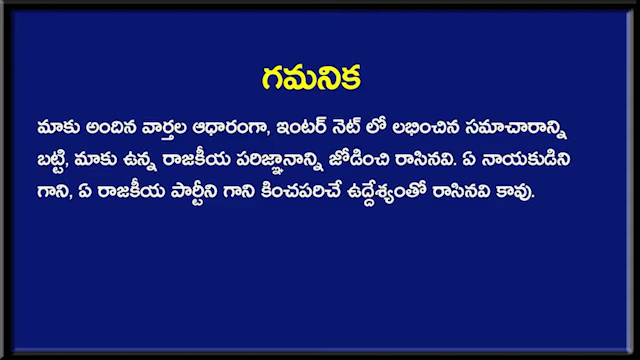 గమనిక
మాకు అందిన వార్తల ఆధారంగా, ఇంటర్ నెట్ లో లభించిన సమాచారాన్ని
బట్టి, మాకు ఉన్న రాజకీయ పరిజ్ఞానాన్ని జోడించి రాసినవి. ఏ నాయకుడిని
గాని, ఏ రాజకీయ పార్టీని గాని కించపరిచే ఉద్దేశ్యంతో రాసినవి కావు.